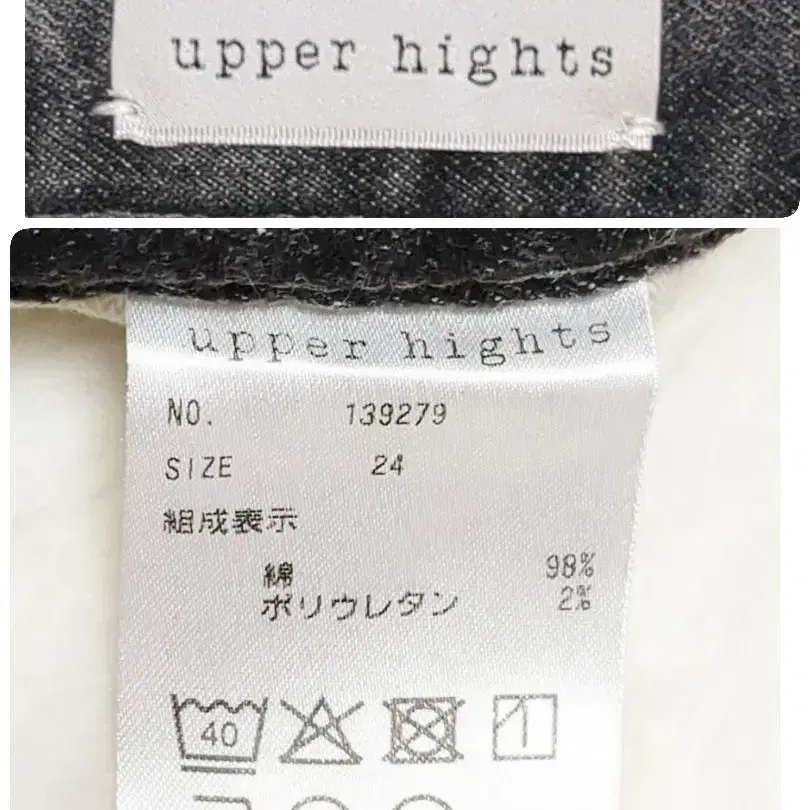 upper hights
upper hights
NO. 139279
SIZE 24
組成表示
綿 98%
ポリウレタン 2%
40